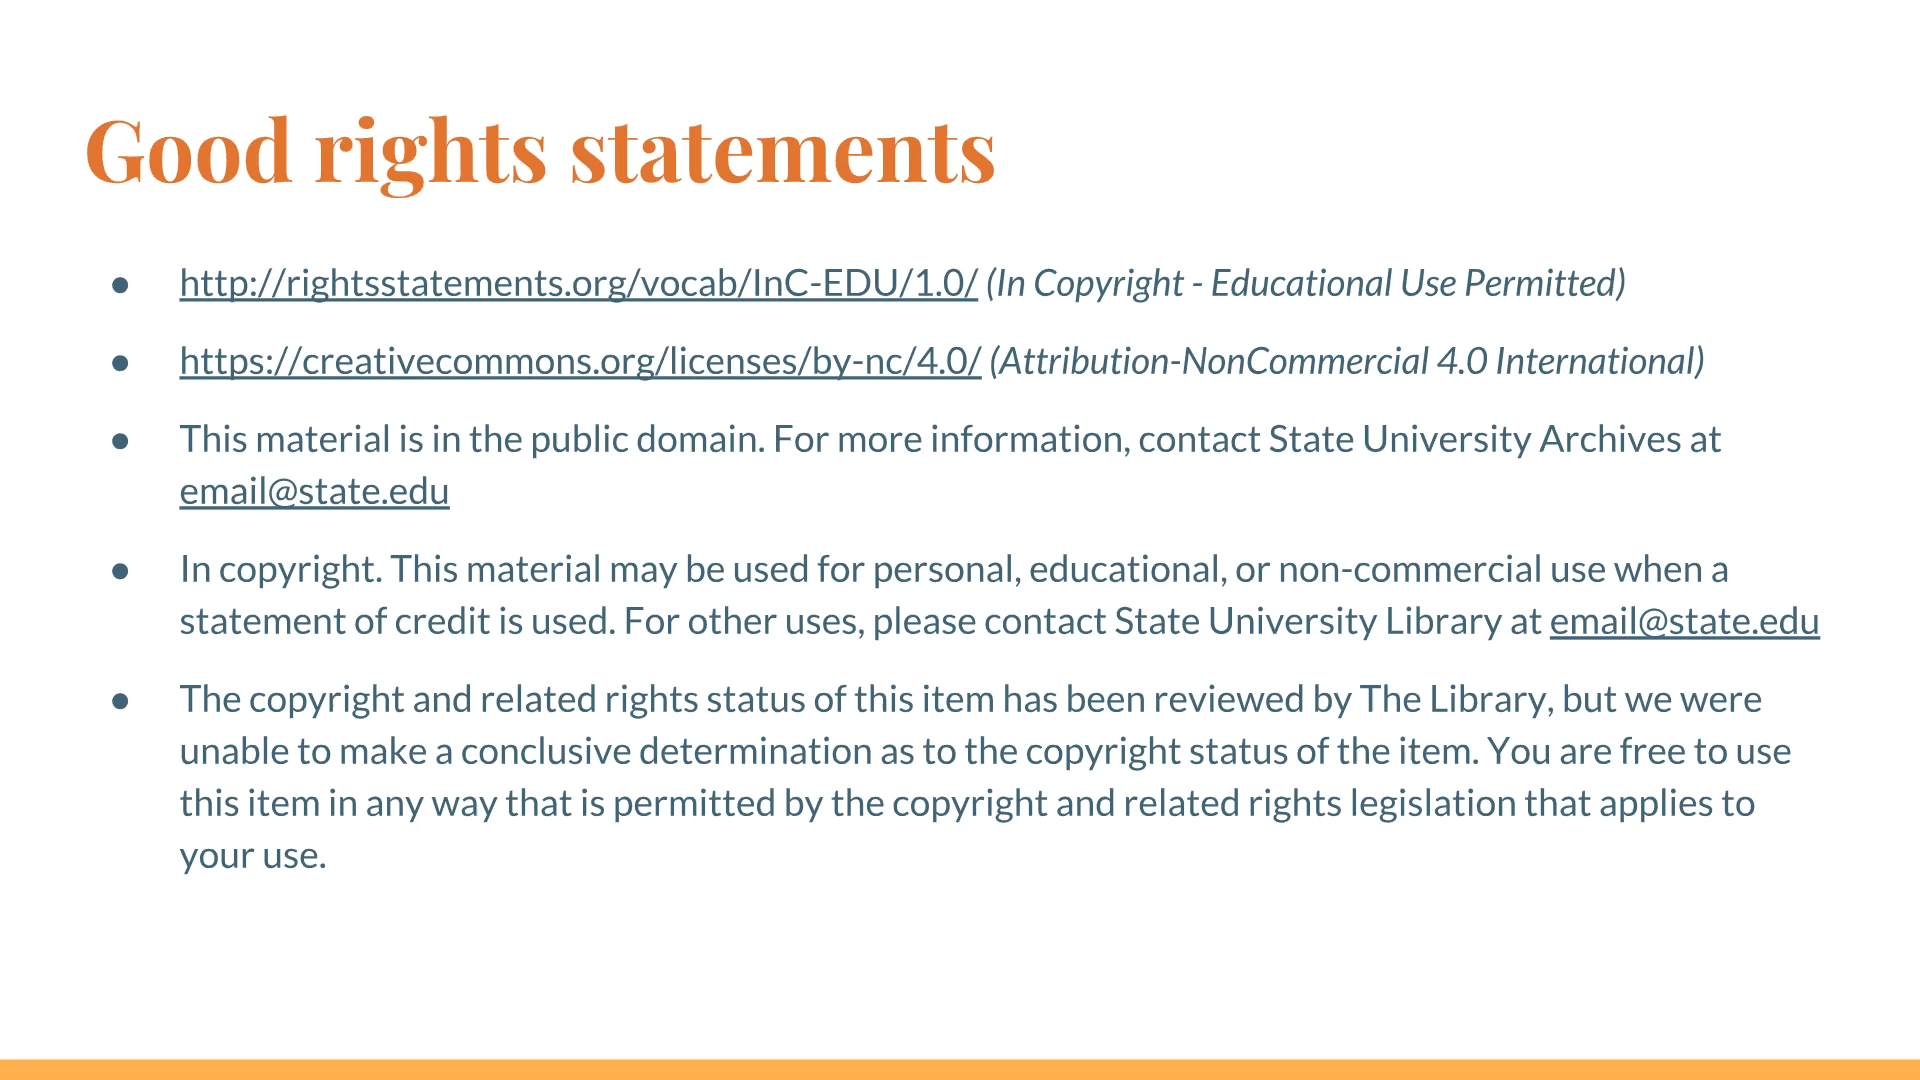 Good rights statements
● http://rightsstatements.org/vocab/InC-EDU/1.0/ (In Copyright - Educational Use Permitted)
● https://creativecommons.org/licenses/by-nc/4.0/ (Attribution-NonCommercial 4.0 International)
● This material is in the public domain. For more information, contact State University Archives at
email@state.edu
● In copyright. This material may be used for personal, educational, or non-commercial use when a
statement of credit is used. For other uses, please contact State University Library at email@state.edu
● The copyright and related rights status of this item has been reviewed by The Library, but we were
unable to make a conclusive determination as to the copyright status of the item. You are free to use
this item in any way that is permitted by the copyright and related rights legislation that applies to
your use.